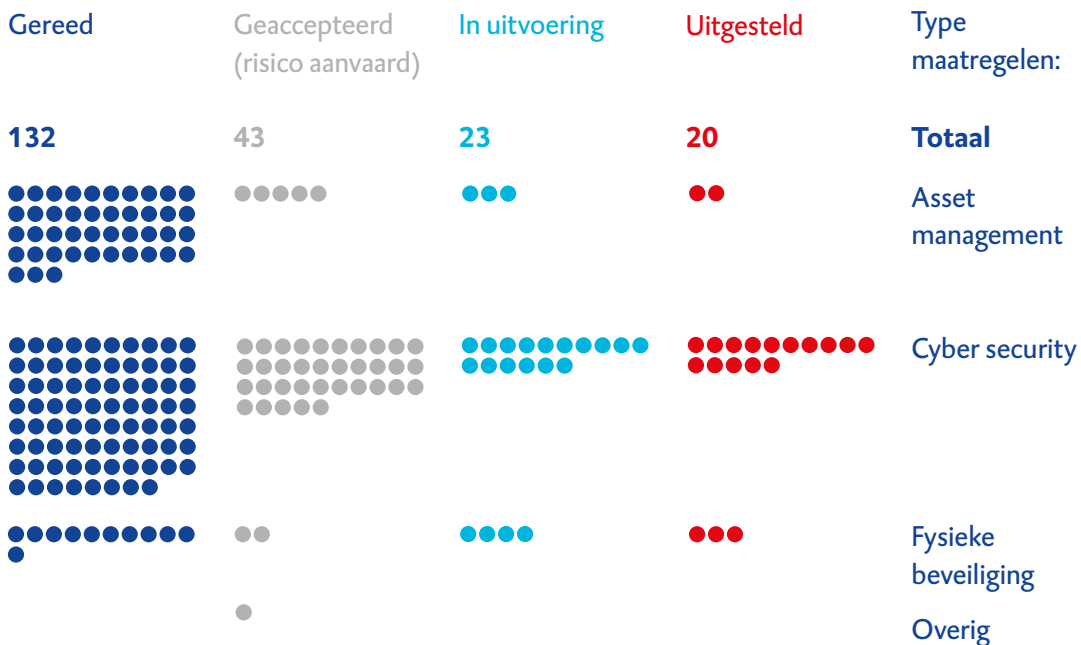 Gereed
Geaccepteerd
(risico aanvaard)
In uitvoering
Uitgesteld
Type
maatregelen:
132
43
23
20
Totaal
Asset
management
Cyber security
Fysieke
beveiliging
Overig